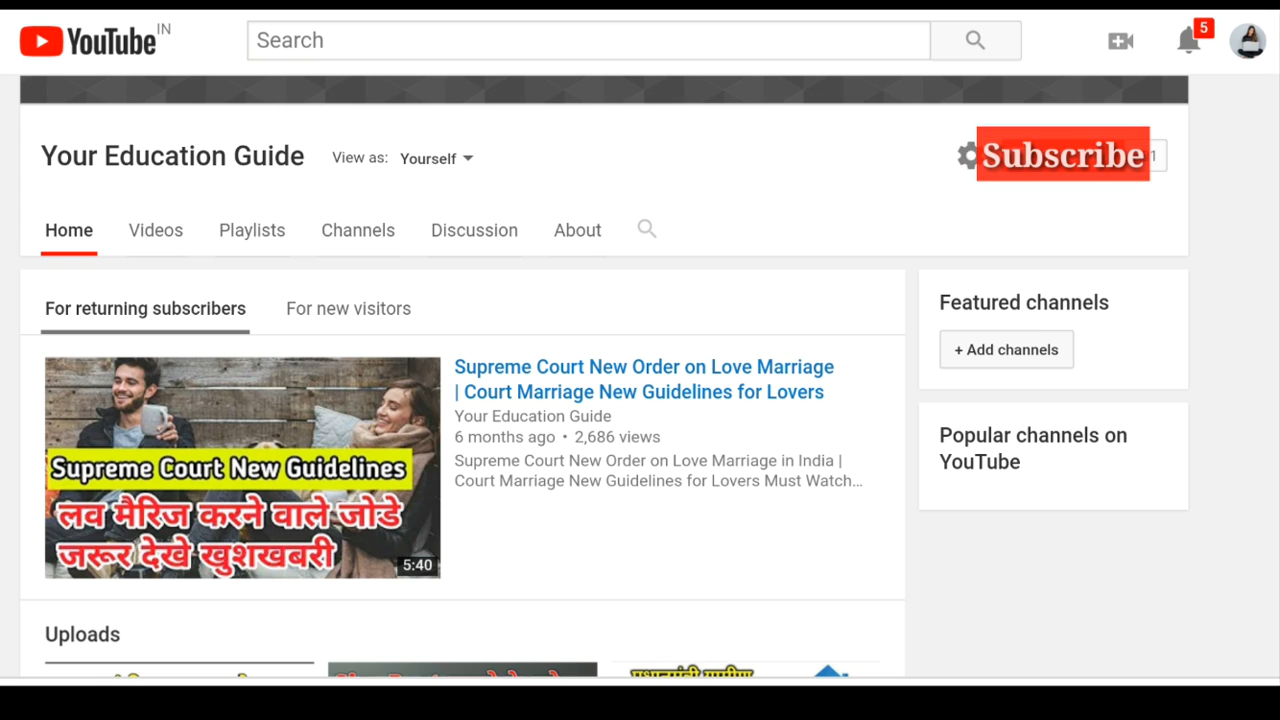 YouTube IN
Search
5
Your Education Guide
View as: Yourself
Subscribe
1
Home Videos Playlists Channels Discussion About
For returning subscribers For new visitors
Supreme Court New Guidelines
लव मैरिज करने वाले जोडे
जरूर देखे खुशखबरी
5:40
Supreme Court New Order on Love Marriage
| Court Marriage New Guidelines for Lovers
Your Education Guide
6 months ago • 2,686 views
Supreme Court New Order on Love Marriage in India |
Court Marriage New Guidelines for Lovers Must Watch...
Featured channels
+ Add channels
Popular channels on
YouTube
Uploads
प्रधानमंत्री ग्रामीण